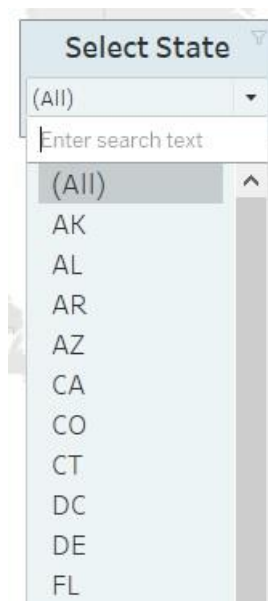 Select State
(All)
Enter search text
(All)
AK
AL
AR
AZ
CA
CO
CT
DC
DE
FL